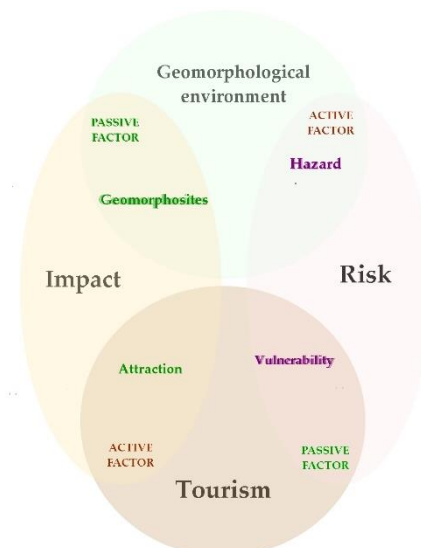 Geomorphological
environment
PASSIVE
FACTOR
ACTIVE
FACTOR
Hazard
Geomorphosites
Impact
Risk
Attraction
Vulnerability
ACTIVE
FACTOR
PASSIVE
FACTOR
Tourism